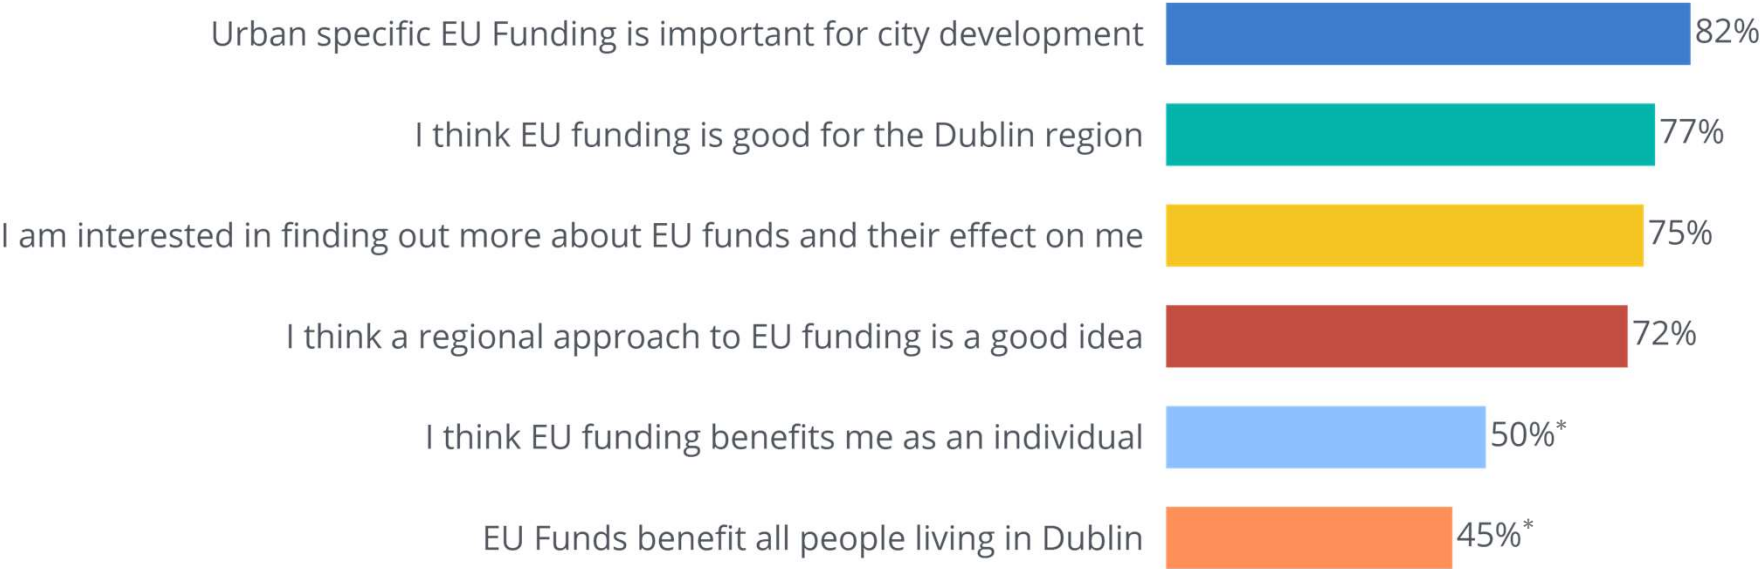 Urban specific EU Funding is important for city development 82%
I think EU funding is good for the Dublin region 77%
I am interested in finding out more about EU funds and their effect on me 75%
I think a regional approach to EU funding is a good idea 72%
I think EU funding benefits me as an individual 50%*
EU Funds benefit all people living in Dublin 45%*